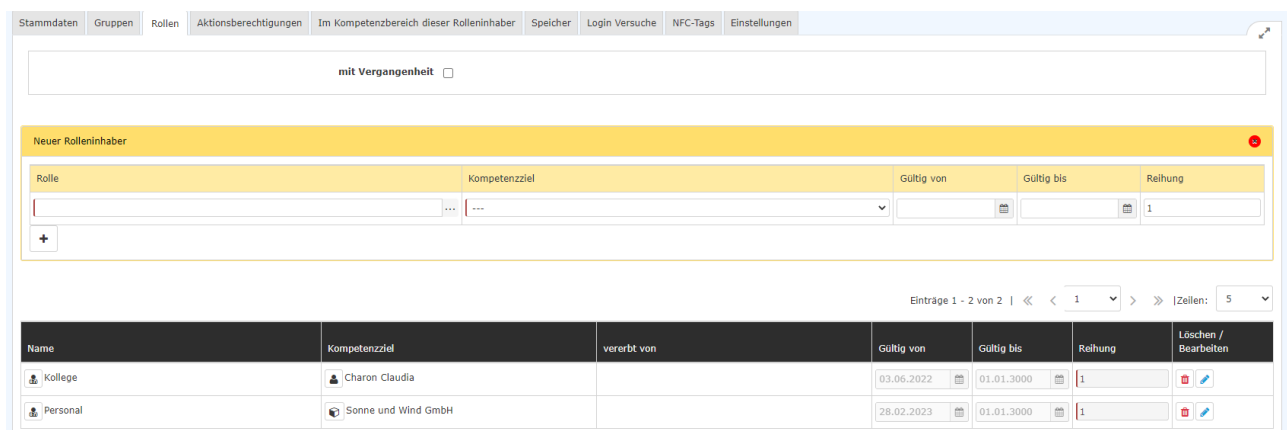 Stammdaten Gruppen Rollen Aktionsberechtigungen Im Kompetenzbereich dieser Rolleninhaber Speicher Login Versuche NFC-Tags Einstellungen
mit Vergangenheit
Neuer Rolleninhaber
Rolle Kompetenzziel Gültig von Gültig bis Reihung
... --- 1
+
Einträge 1 - 2 von 2 | 1 |Zeilen: 5
Name Kompetenzziel vererbt von Gültig von Gültig bis Reihung Löschen /
Bearbeiten
Kollege Charon Claudia 03.06.2022 01.01.3000 1
Personal Sonne und Wind GmbH 28.02.2023 01.01.3000 1